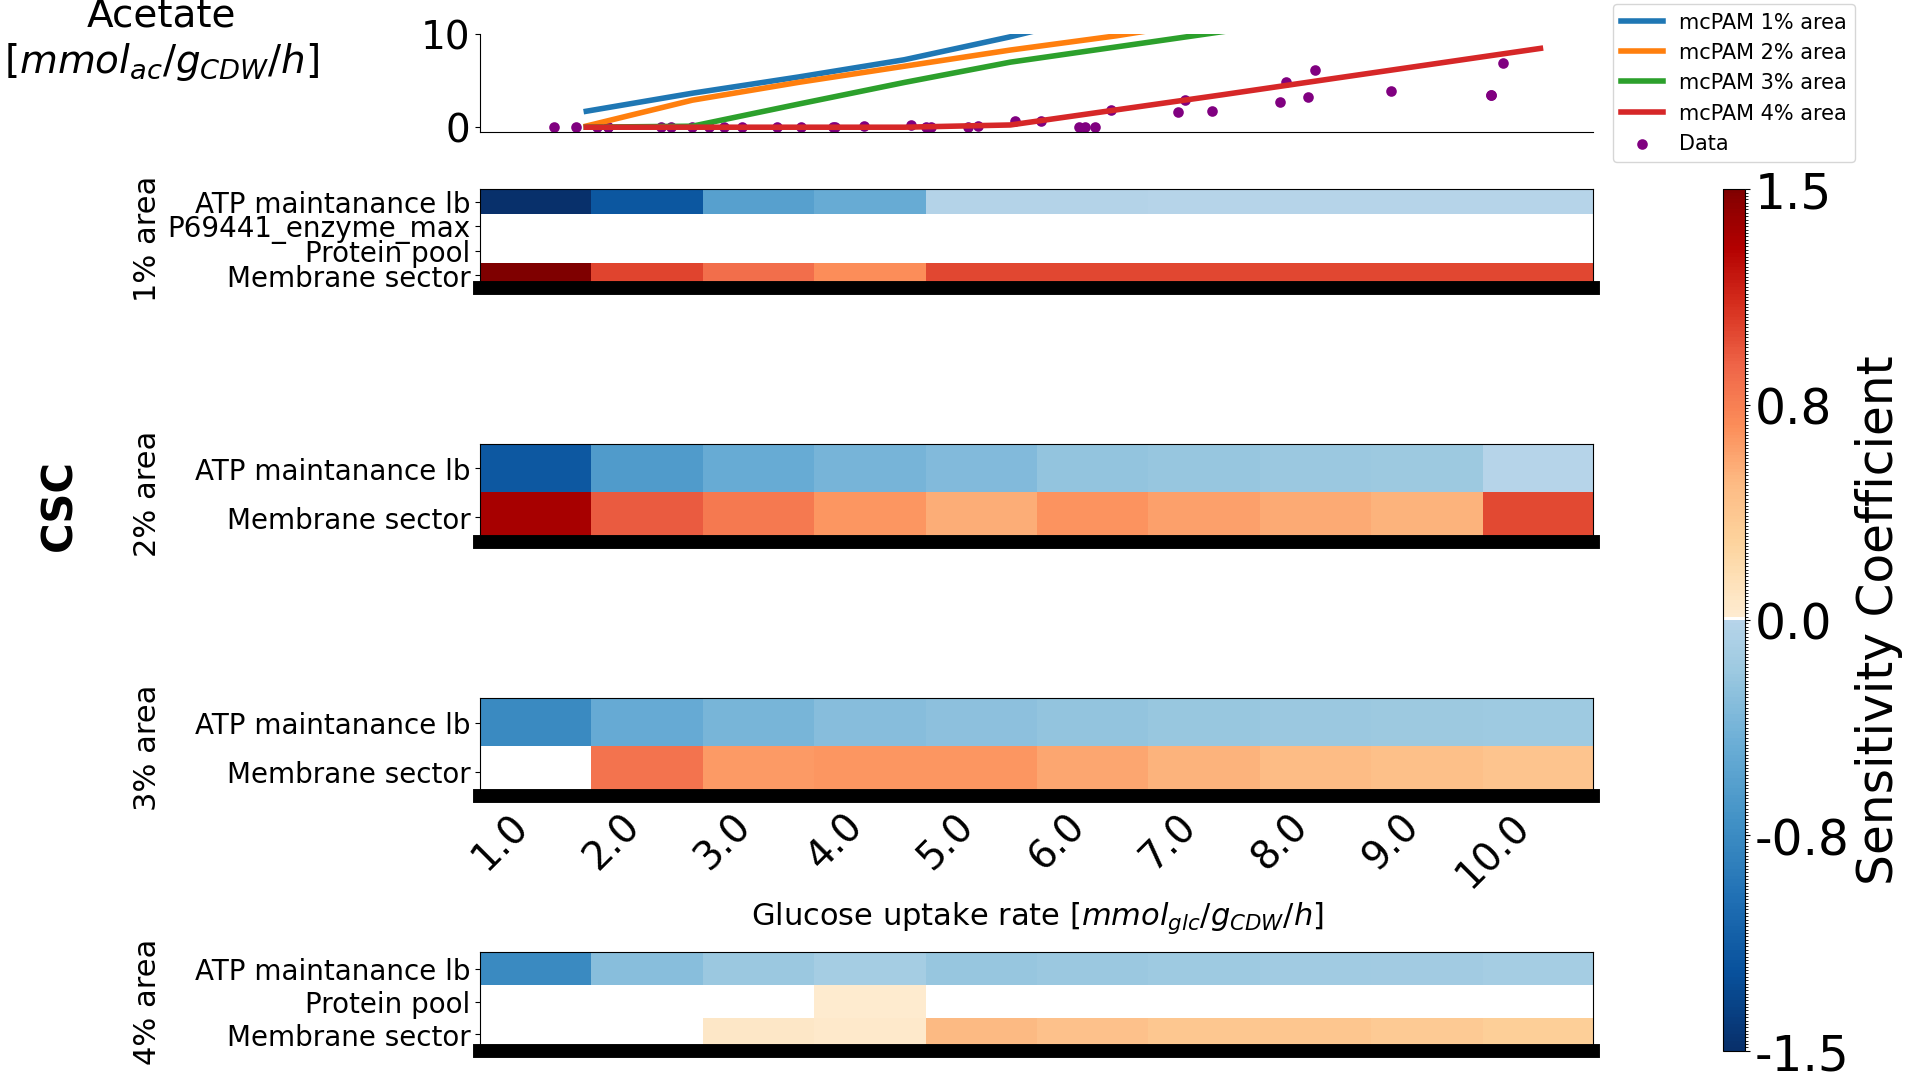 Acetate
[mmol_ac/g_CDW/h]
10
0
mcPAM 1% area
mcPAM 2% area
mcPAM 3% area
mcPAM 4% area
Data
1% area
ATP maintanance lb
P69441_enzyme_max
Protein pool
Membrane sector
CSC
2% area
ATP maintanance lb
Membrane sector
3% area
ATP maintanance lb
Membrane sector
1.0 2.0 3.0 4.0 5.0 6.0 7.0 8.0 9.0 10.0
Glucose uptake rate [mmol_glc/g_CDW/h]
4% area
ATP maintanance lb
Protein pool
Membrane sector
1.5
0.8
0.0
-0.8
-1.5
Sensitivity Coefficient